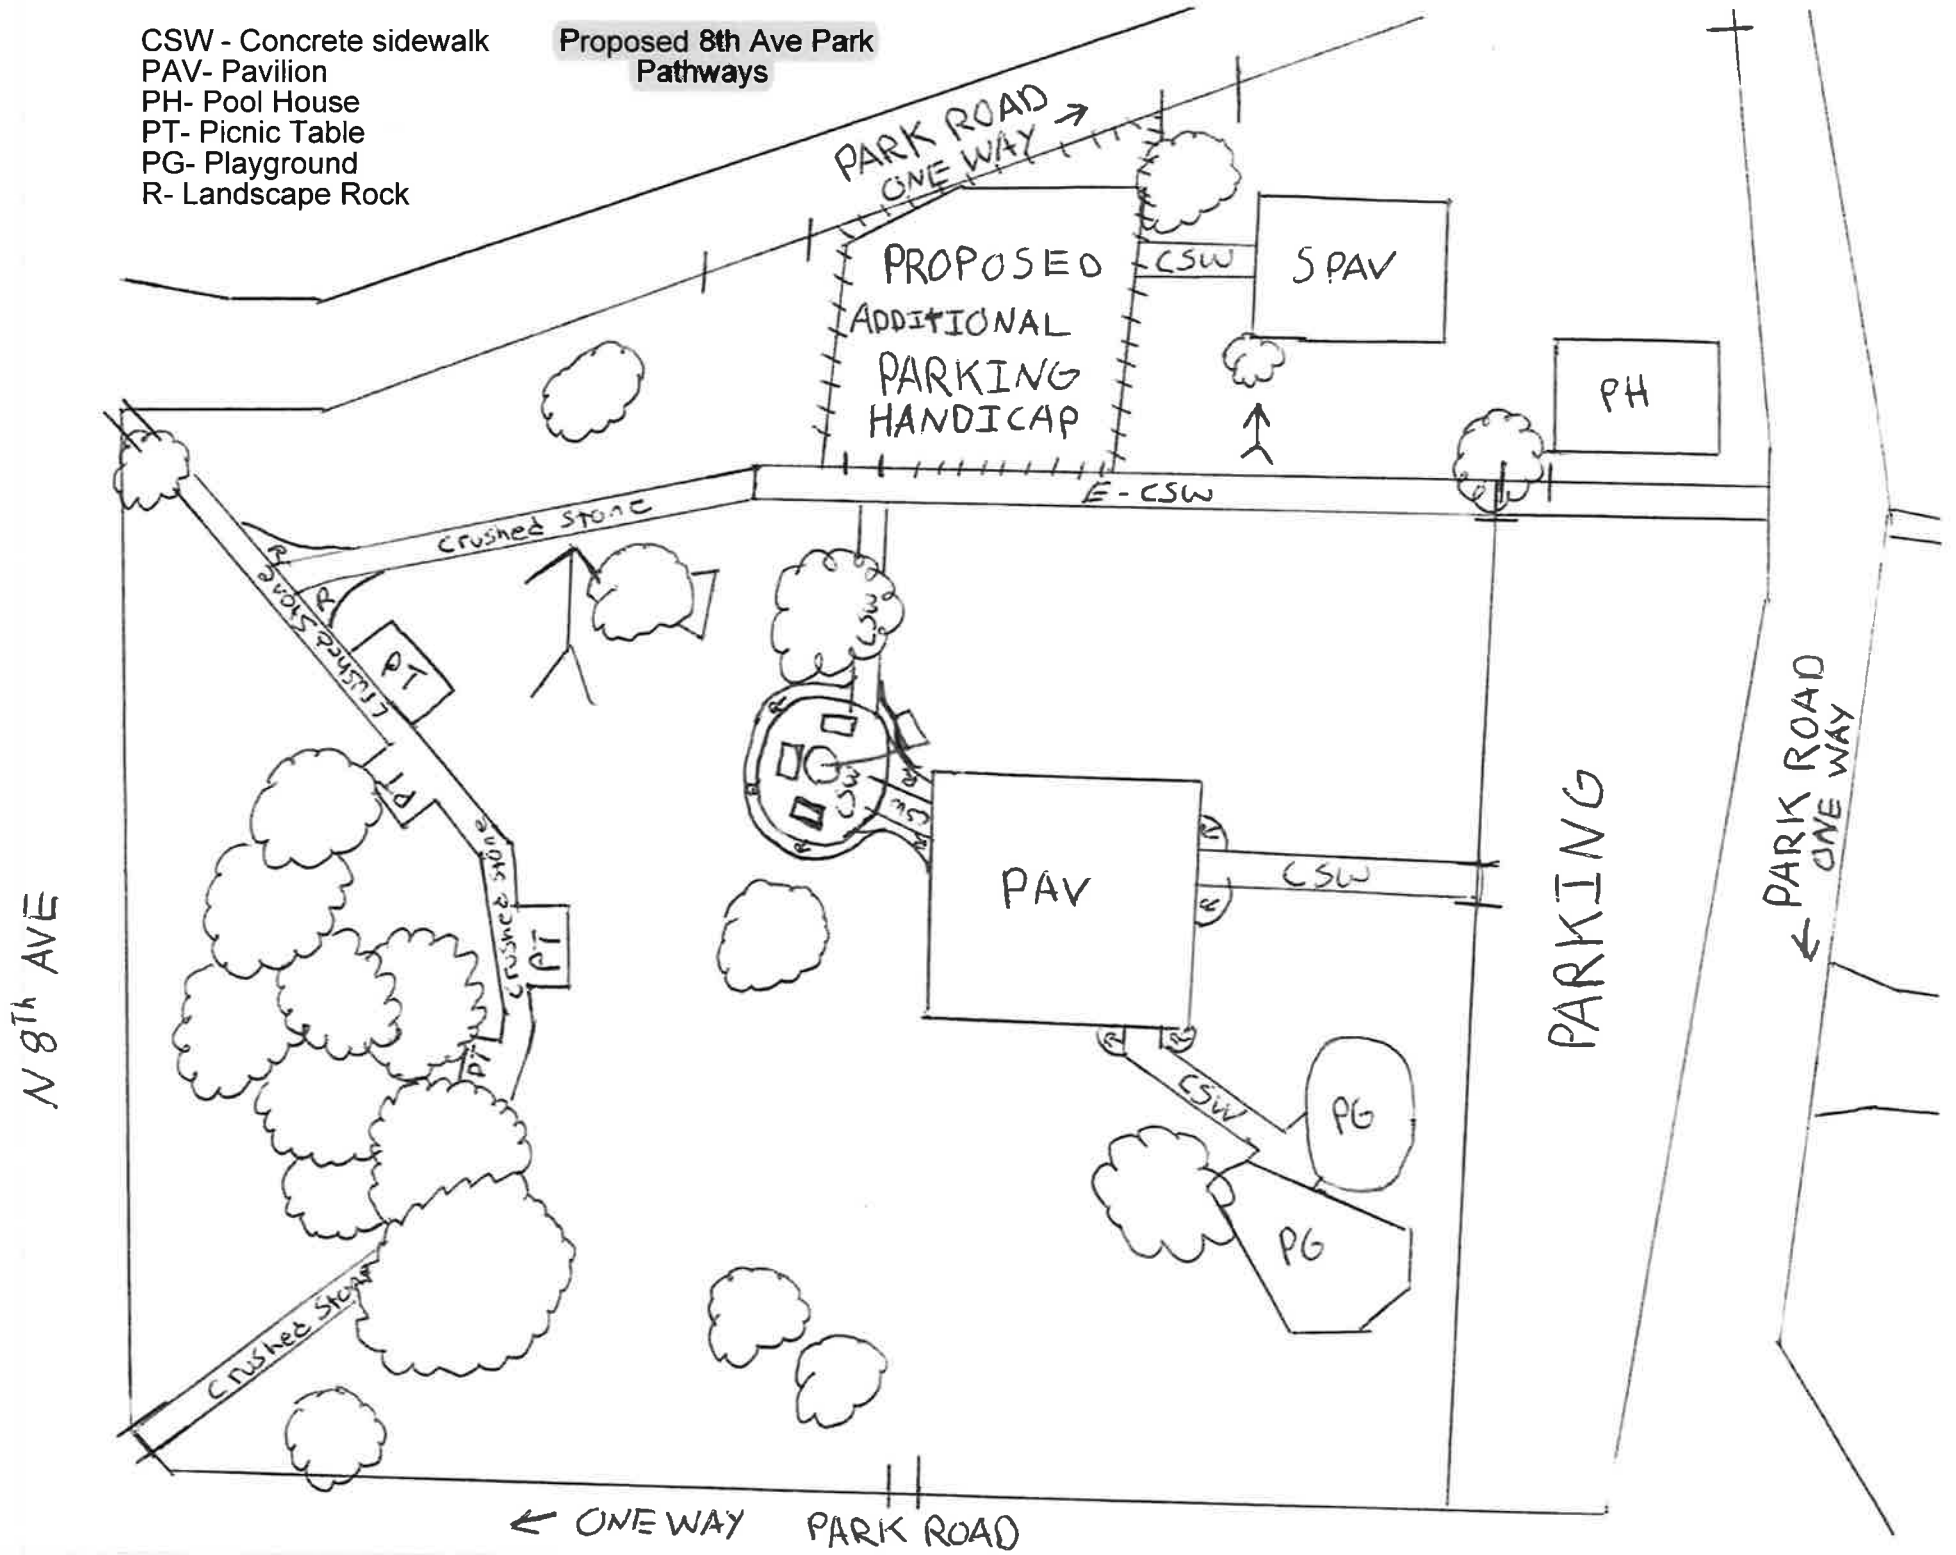 CSW - Concrete sidewalk
PAV- Pavilion
PH- Pool House
PT- Picnic Table
PG- Playground
R- Landscape Rock
Proposed 8th Ave Park
Pathways
PARK ROAD →
ONE WAY
PROPOSED
ADDITIONAL
PARKING
HANDICAP
CSW
SPAV
PH
E-CSW
crushed stone
R
R
crushed stone
PT
PT
crushed stone
crushed stone
PT
PT
Crushed Stone
CSW
R
R
R
CSW
CSW
R
R
PAV
R
CSW
R
R
R
CSW
PG
PG
PARKING
PARK ROAD
← ONE WAY
N 8TH AVE
← ONE WAY PARK ROAD